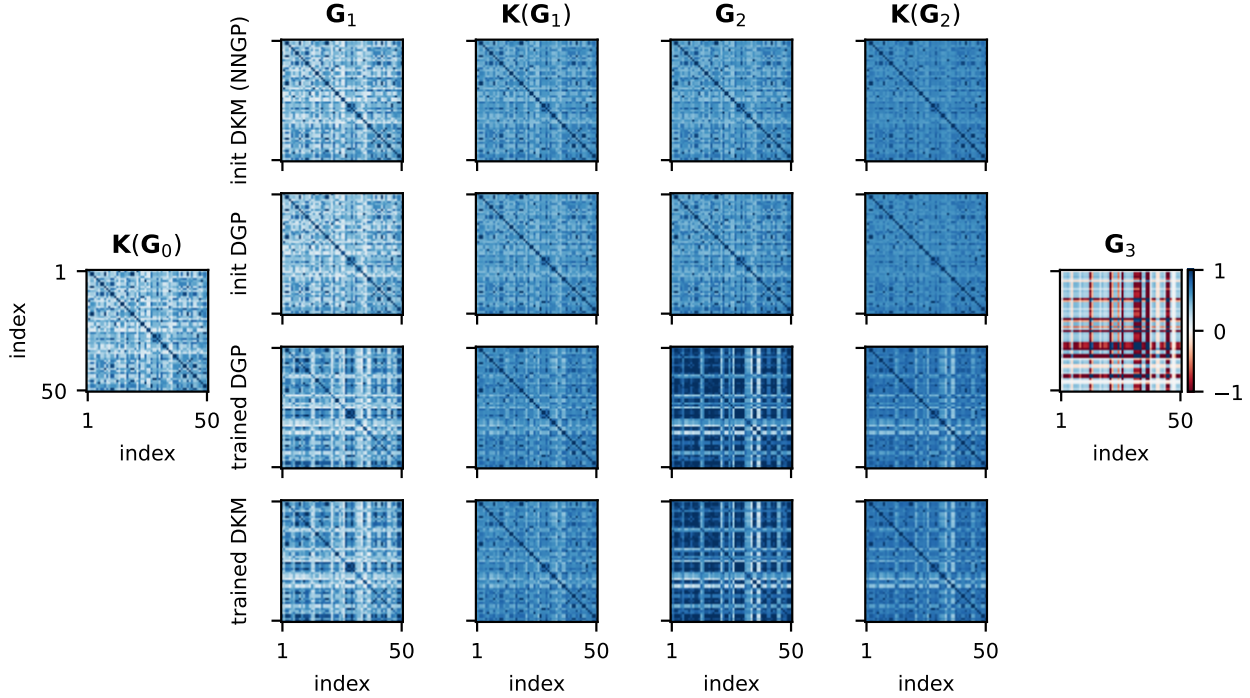 G1 K(G1) G2 K(G2)
init DKM (NNGP)
init DGP
K(G0)
G3
1
index
50
1 50
index
1
0
−1
1 50
index
trained DGP
trained DKM
1 50 1 50 1 50 1 50
index index index index